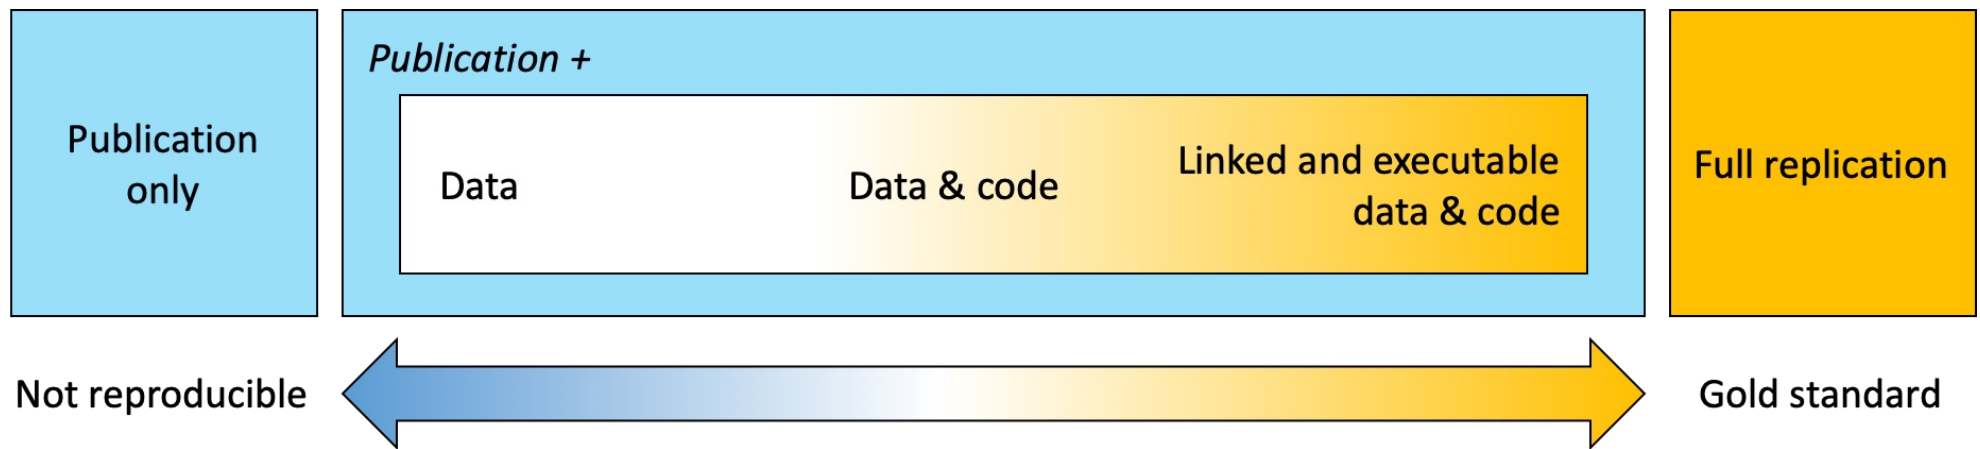 Publication
only
Publication +
Data
Data & code
Linked and executable
data & code
Full replication
Not reproducible
Gold standard